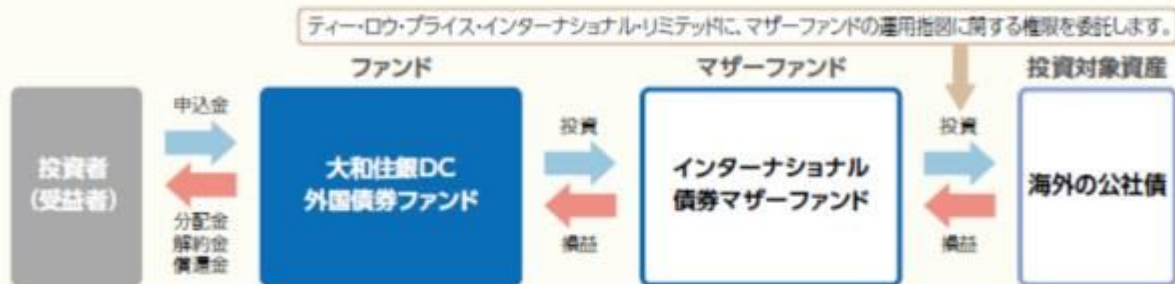 ティー・ロウ・プライス・インターナショナル・リミテッドに、マザーファンドの運用指図に関する権限を委託します。
ファンド
マザーファンド
投資対象資産
投資者
(受益者)
申込金
分配金
解約金
償還金
大和住銀DC
外国債券ファンド
投資
損益
インターナショナル
債券マザーファンド
投資
損益
海外の公社債